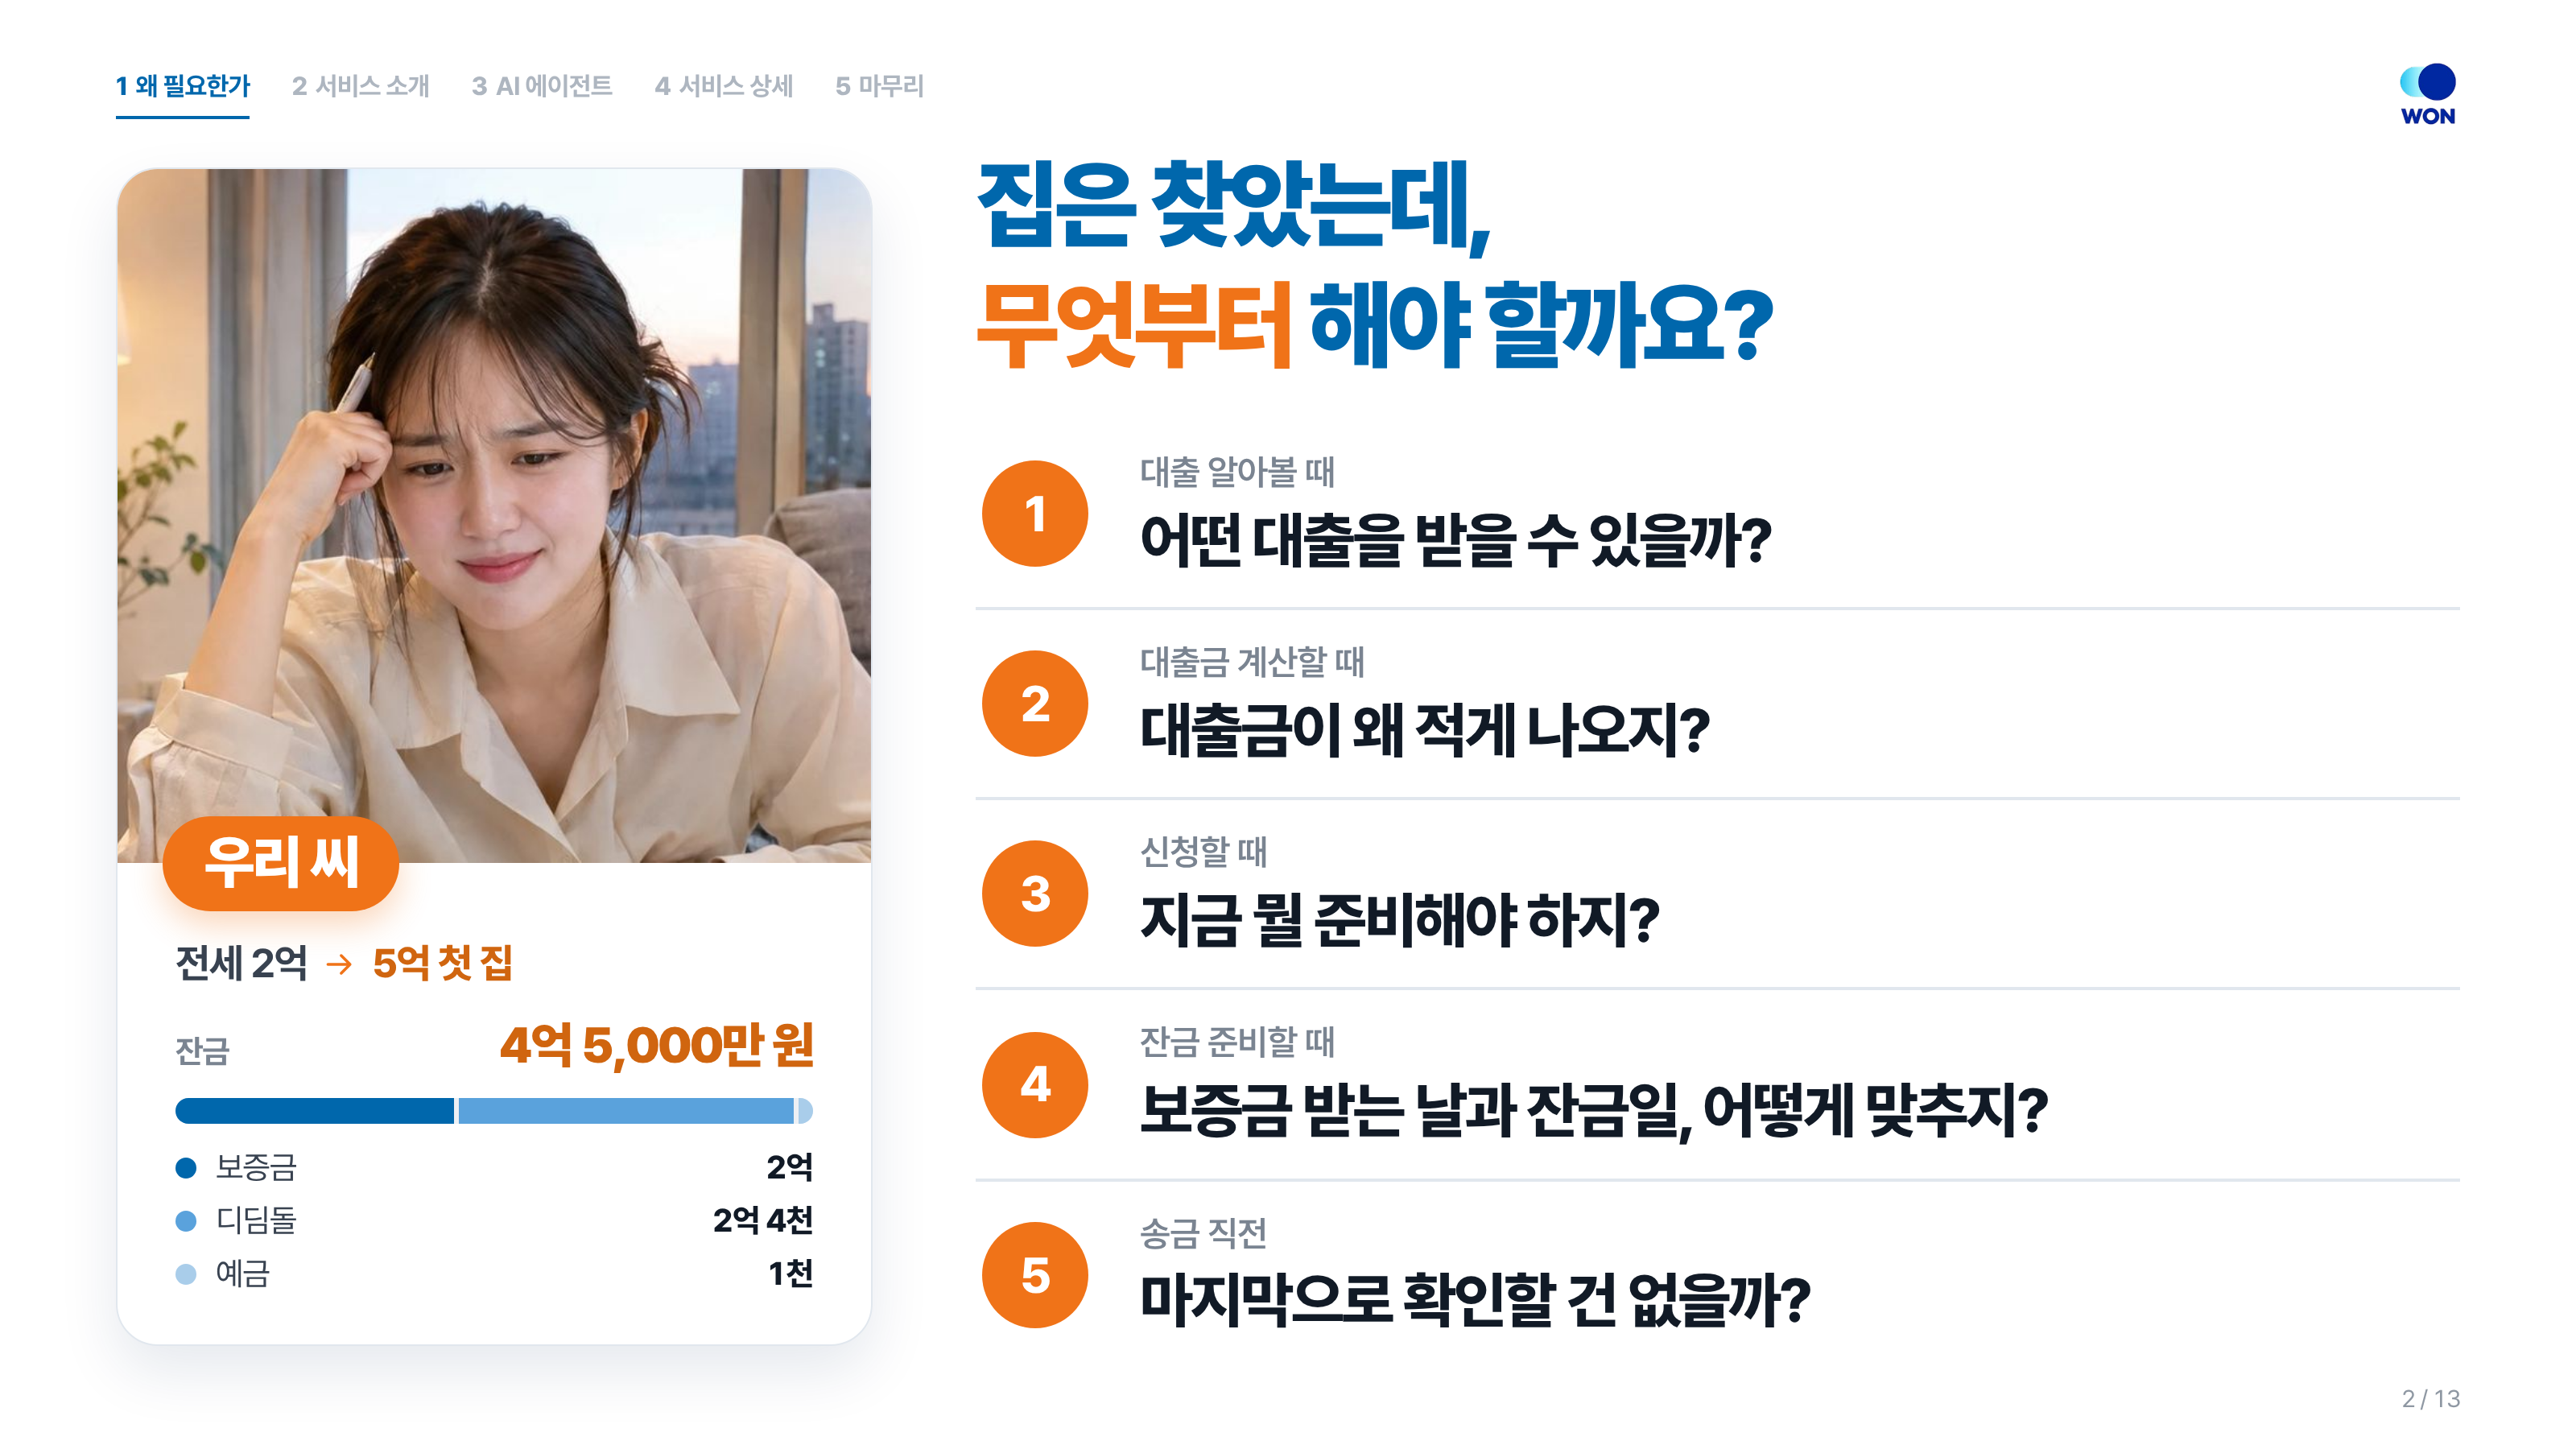 1 왜 필요한가 2 서비스 소개 3 AI 에이전트 4 서비스 상세 5 마무리
WON
우리 씨
전세 2억 → 5억 첫 집
잔금 4억 5,000만 원
보증금 2억
디딤돌 2억 4천
예금 1천
집은 찾았는데,
무엇부터 해야 할까요?
1
대출 알아볼 때
어떤 대출을 받을 수 있을까?
2
대출금 계산할 때
대출금이 왜 적게 나오지?
3
신청할 때
지금 뭘 준비해야 하지?
4
잔금 준비할 때
보증금 받는 날과 잔금일, 어떻게 맞추지?
5
송금 직전
마지막으로 확인할 건 없을까?
2 / 13